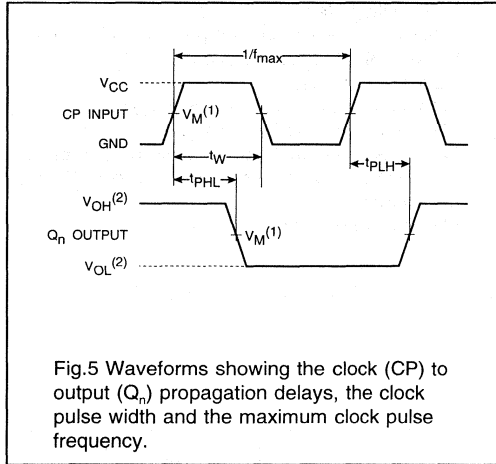 1/fmax
VCC
CP INPUT
VM(1)
GND
tW
tPHL
tPLH
VOH(2)
Qn OUTPUT
VM(1)
VOL(2)
Fig.5 Waveforms showing the clock (CP) to
output (Qn) propagation delays, the clock
pulse width and the maximum clock pulse
frequency.